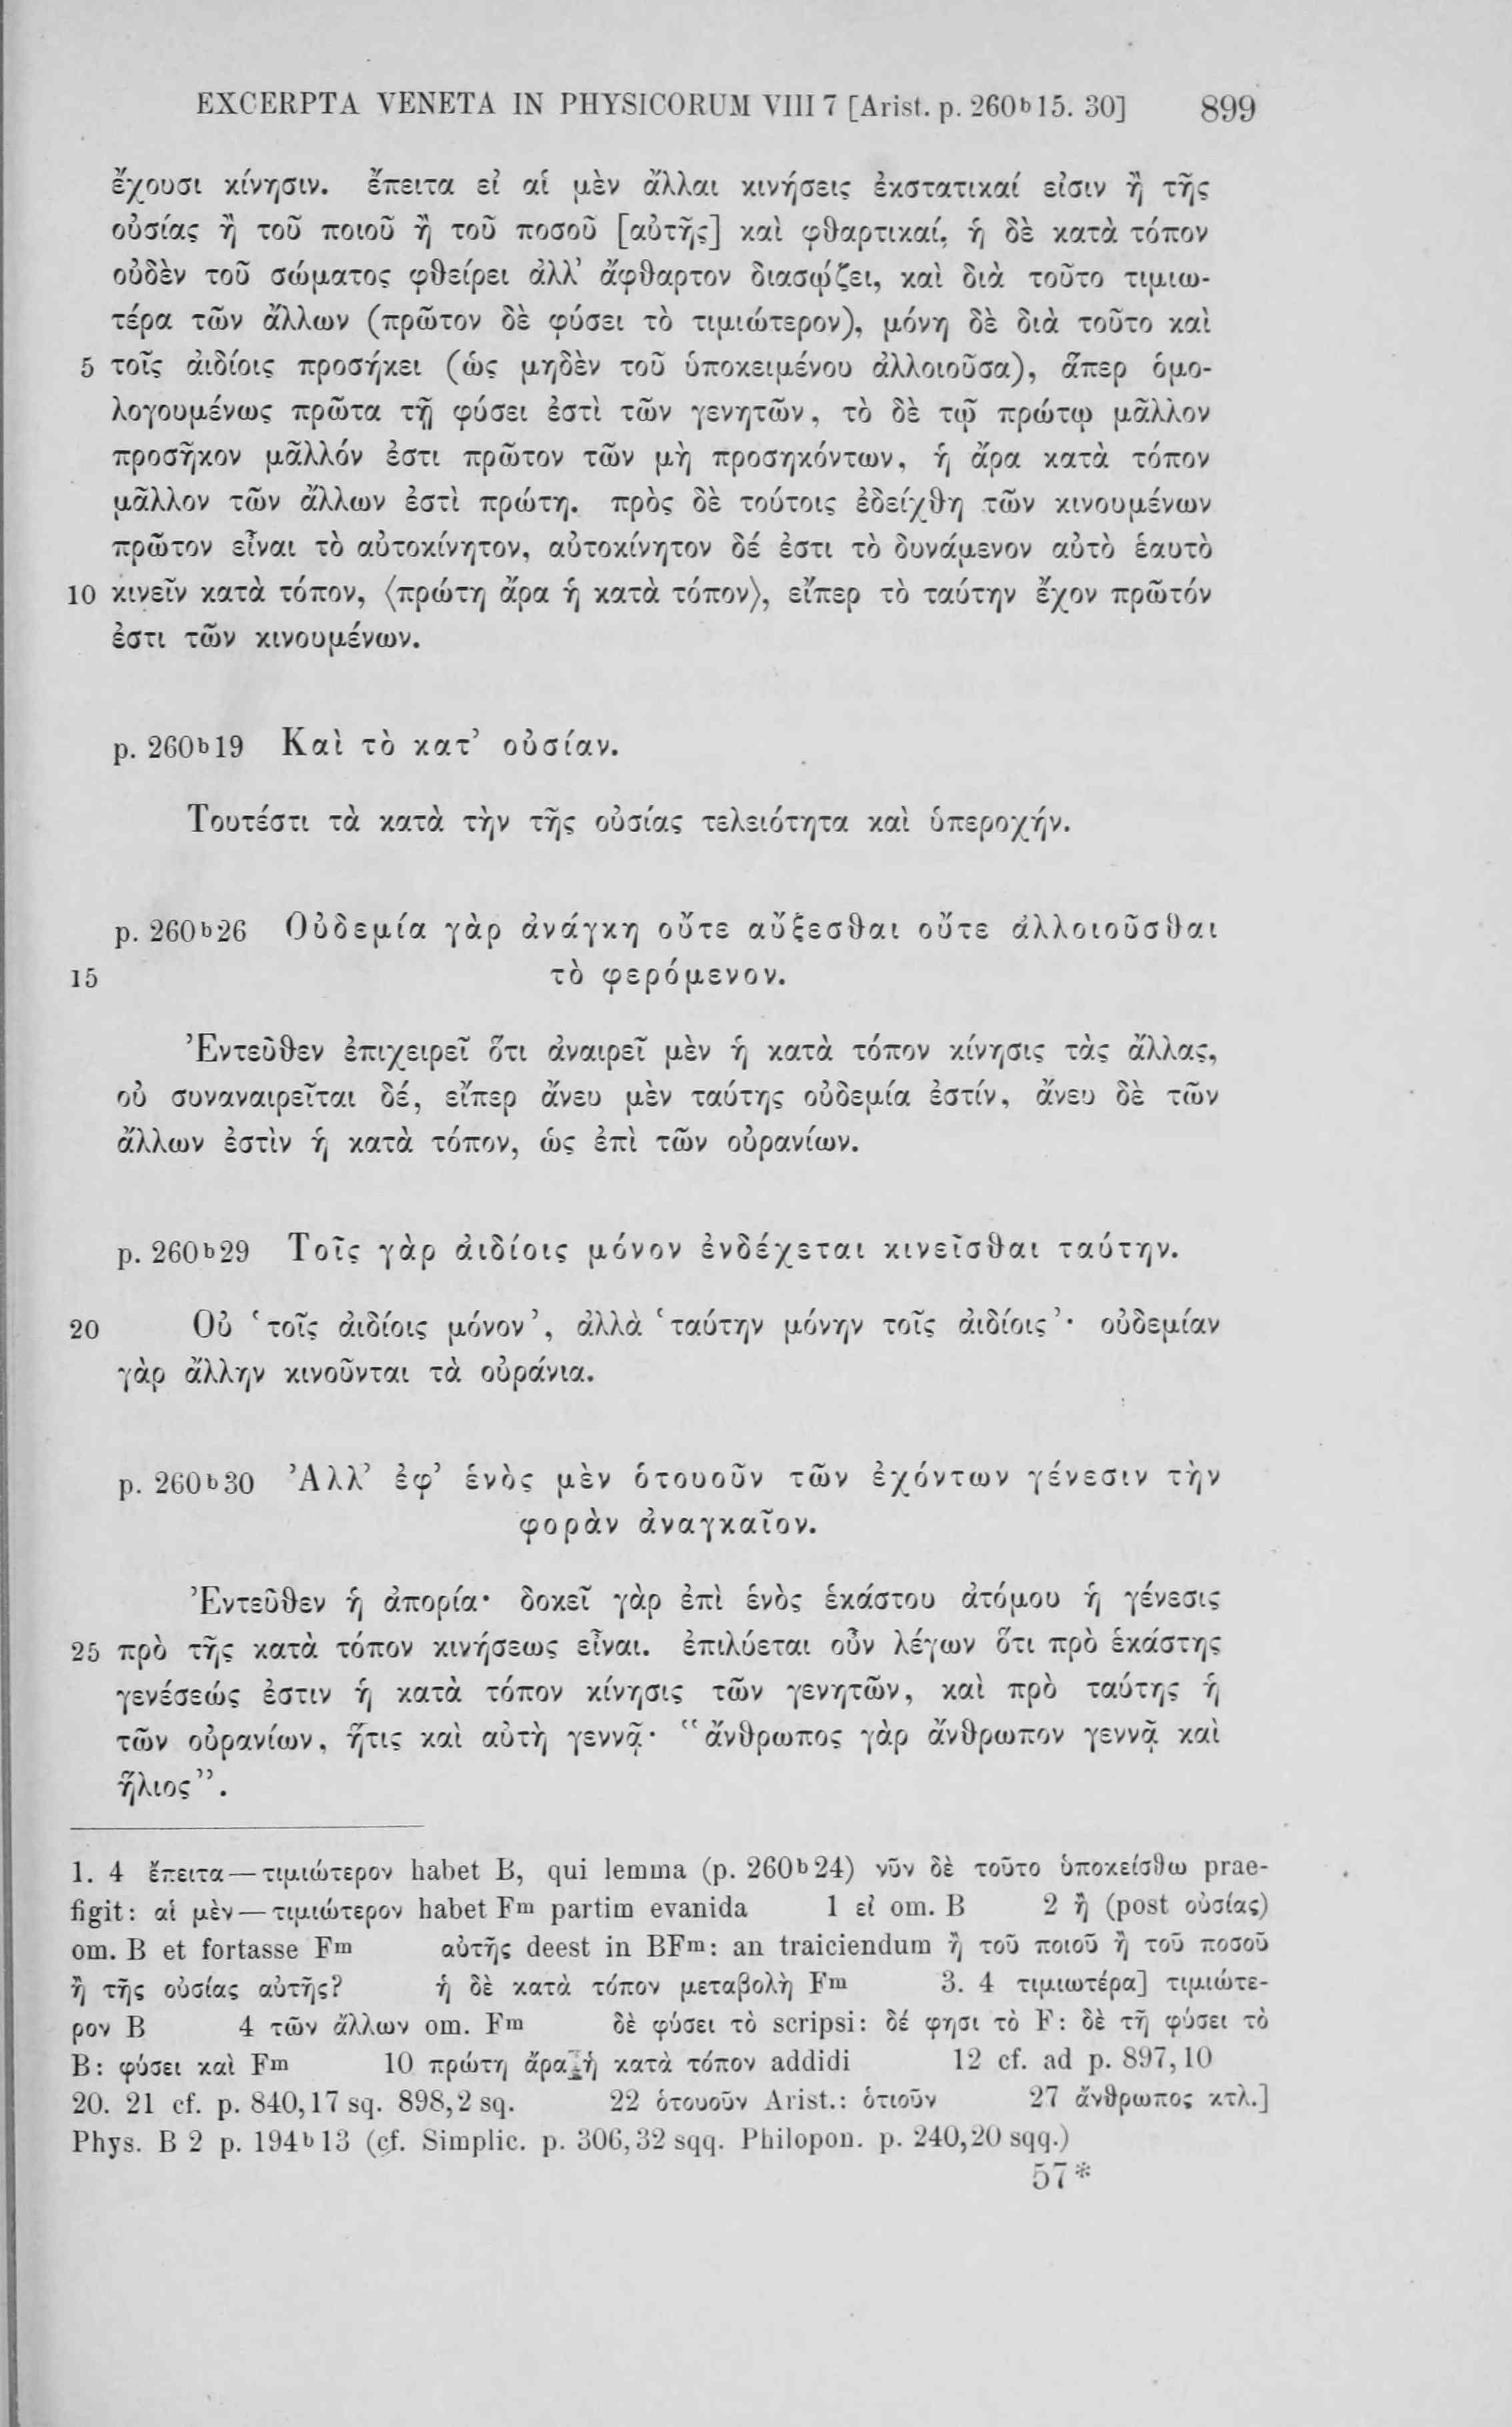 EXCERPTA VENETA IN PHYSICORUM VIII 7 [Arist. p. 260ᵇ15. 30] 899
ἔχουσι κίνησιν. ἔπειτα εἰ αἱ μὲν ἄλλαι κινήσεις ἐκστατικαί εἰσιν ἢ τῆς
οὐσίας ἢ τοῦ ποιοῦ ἢ τοῦ ποσοῦ [αὐτῆς] καὶ φθαρτικαί, ἡ δὲ κατὰ τόπον
οὐδὲν τοῦ σώματος φθείρει ἀλλ’ ἄφθαρτον διασῴζει, καὶ διὰ τοῦτο τιμιω-
τέρα τῶν ἄλλων (πρῶτον δὲ φύσει τὸ τιμιώτερον), μόνη δὲ διὰ τοῦτο καὶ
5 τοῖς ἀιδίοις προσήκει (ὡς μηδὲν τοῦ ὑποκειμένου ἀλλοιοῦσα), ἅπερ ὁμο-
λογουμένως πρῶτα τῇ φύσει ἐστὶ τῶν γενητῶν, τὸ δὲ τῷ πρώτῳ μᾶλλον
προσῆκον μᾶλλόν ἐστι πρῶτον τῶν μὴ προσηκόντων, ἡ ἄρα κατὰ τόπον
μᾶλλον τῶν ἄλλων ἐστὶ πρώτη. πρὸς δὲ τούτοις ἐδείχθη τῶν κινουμένων
πρῶτον εἶναι τὸ αὐτοκίνητον, αὐτοκίνητον δέ ἐστι τὸ δυνάμενον αὐτὸ ἑαυτὸ
10 κινεῖν κατὰ τόπον, ⟨πρώτη ἄρα ἡ κατὰ τόπον⟩, εἴπερ τὸ ταύτην ἔχον πρῶτόν
ἐστι τῶν κινουμένων.
p. 260ᵇ19 Καὶ τὸ κατ’ οὐσίαν.
Τουτέστι τὰ κατὰ τὴν τῆς οὐσίας τελειότητα καὶ ὑπεροχήν.
p. 260ᵇ26 Οὐδεμία γὰρ ἀνάγκη οὔτε αὔξεσθαι οὔτε ἀλλοιοῦσθαι
15 τὸ φερόμενον.
Ἐντεῦθεν ἐπιχειρεῖ ὅτι ἀναιρεῖ μὲν ἡ κατὰ τόπον κίνησις τὰς ἄλλας,
οὐ συναναιρεῖται δέ, εἴπερ ἄνευ μὲν ταύτης οὐδεμία ἐστίν, ἄνευ δὲ τῶν
ἄλλων ἐστὶν ἡ κατὰ τόπον, ὡς ἐπὶ τῶν οὐρανίων.
p. 260ᵇ29 Τοῖς γὰρ ἀιδίοις μόνον ἐνδέχεται κινεῖσθαι ταύτην.
20 Οὐ ‘τοῖς ἀιδίοις μόνον’, ἀλλὰ ‘ταύτην μόνην τοῖς ἀιδίοις’· οὐδεμίαν
γὰρ ἄλλην κινοῦνται τὰ οὐράνια.
p. 260ᵇ30 Ἀλλ’ ἐφ’ ἑνὸς μὲν ὁτουοῦν τῶν ἐχόντων γένεσιν τὴν
φορὰν ἀναγκαῖον.
Ἐντεῦθεν ἡ ἀπορία· δοκεῖ γὰρ ἐπὶ ἑνὸς ἑκάστου ἀτόμου ἡ γένεσις
25 πρὸ τῆς κατὰ τόπον κινήσεως εἶναι. ἐπιλύεται οὖν λέγων ὅτι πρὸ ἑκάστης
γενέσεώς ἐστιν ἡ κατὰ τόπον κίνησις τῶν γενητῶν, καὶ πρὸ ταύτης ἡ
τῶν οὐρανίων, ἥτις καὶ αὐτὴ γεννᾷ· “ἄνθρωπος γὰρ ἄνθρωπον γεννᾷ καὶ
ἥλιος”.
1. 4 ἔπειτα—τιμιώτερον habet B, qui lemma (p. 260ᵇ24) νῦν δὲ τοῦτο ὑποκείσθω prae-
figit: αἱ μὲν—τιμιώτερον habet Fᵐ partim evanida 1 εἰ om. B 2 ἢ (post οὐσίας)
om. B et fortasse Fᵐ αὐτῆς deest in BFᵐ: an traiciendum ἢ τοῦ ποιοῦ ἢ τοῦ ποσοῦ
ἢ τῆς οὐσίας αὐτῆς? ἡ δὲ κατὰ τόπον μεταβολὴ Fᵐ 3. 4 τιμιωτέρα] τιμιώτε-
ρον B 4 τῶν ἄλλων om. Fᵐ δὲ φύσει τὸ scripsi: δέ φησι τὸ F: δὲ τῇ φύσει τὸ
B: φύσει καὶ Fᵐ 10 πρώτη ἄρα ἡ κατὰ τόπον addidi 12 cf. ad p. 897,10
20. 21 cf. p. 840,17 sq. 898,2 sq. 22 ὁτουοῦν Arist.: ὁτιοῦν 27 ἄνθρωπος κτλ.]
Phys. B 2 p. 194ᵇ13 (cf. Simplic. p. 306,32 sqq. Philopon. p. 240,20 sqq.)
57*